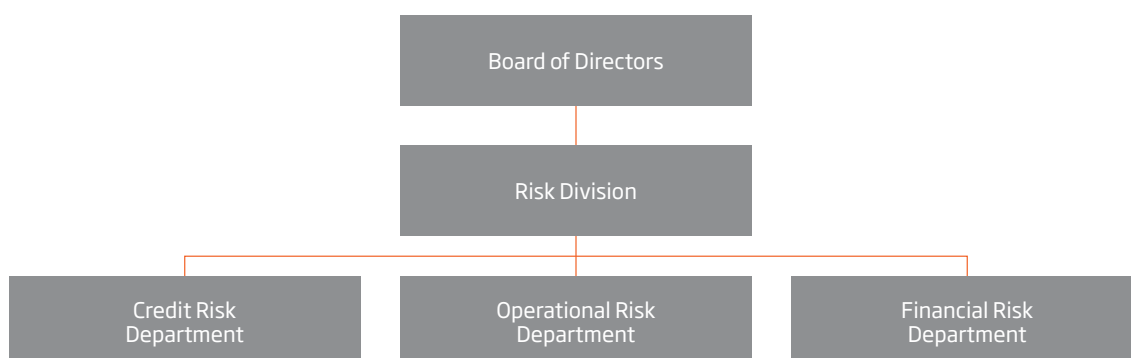 Board of Directors
Risk Division
Credit Risk
Department
Operational Risk
Department
Financial Risk
Department